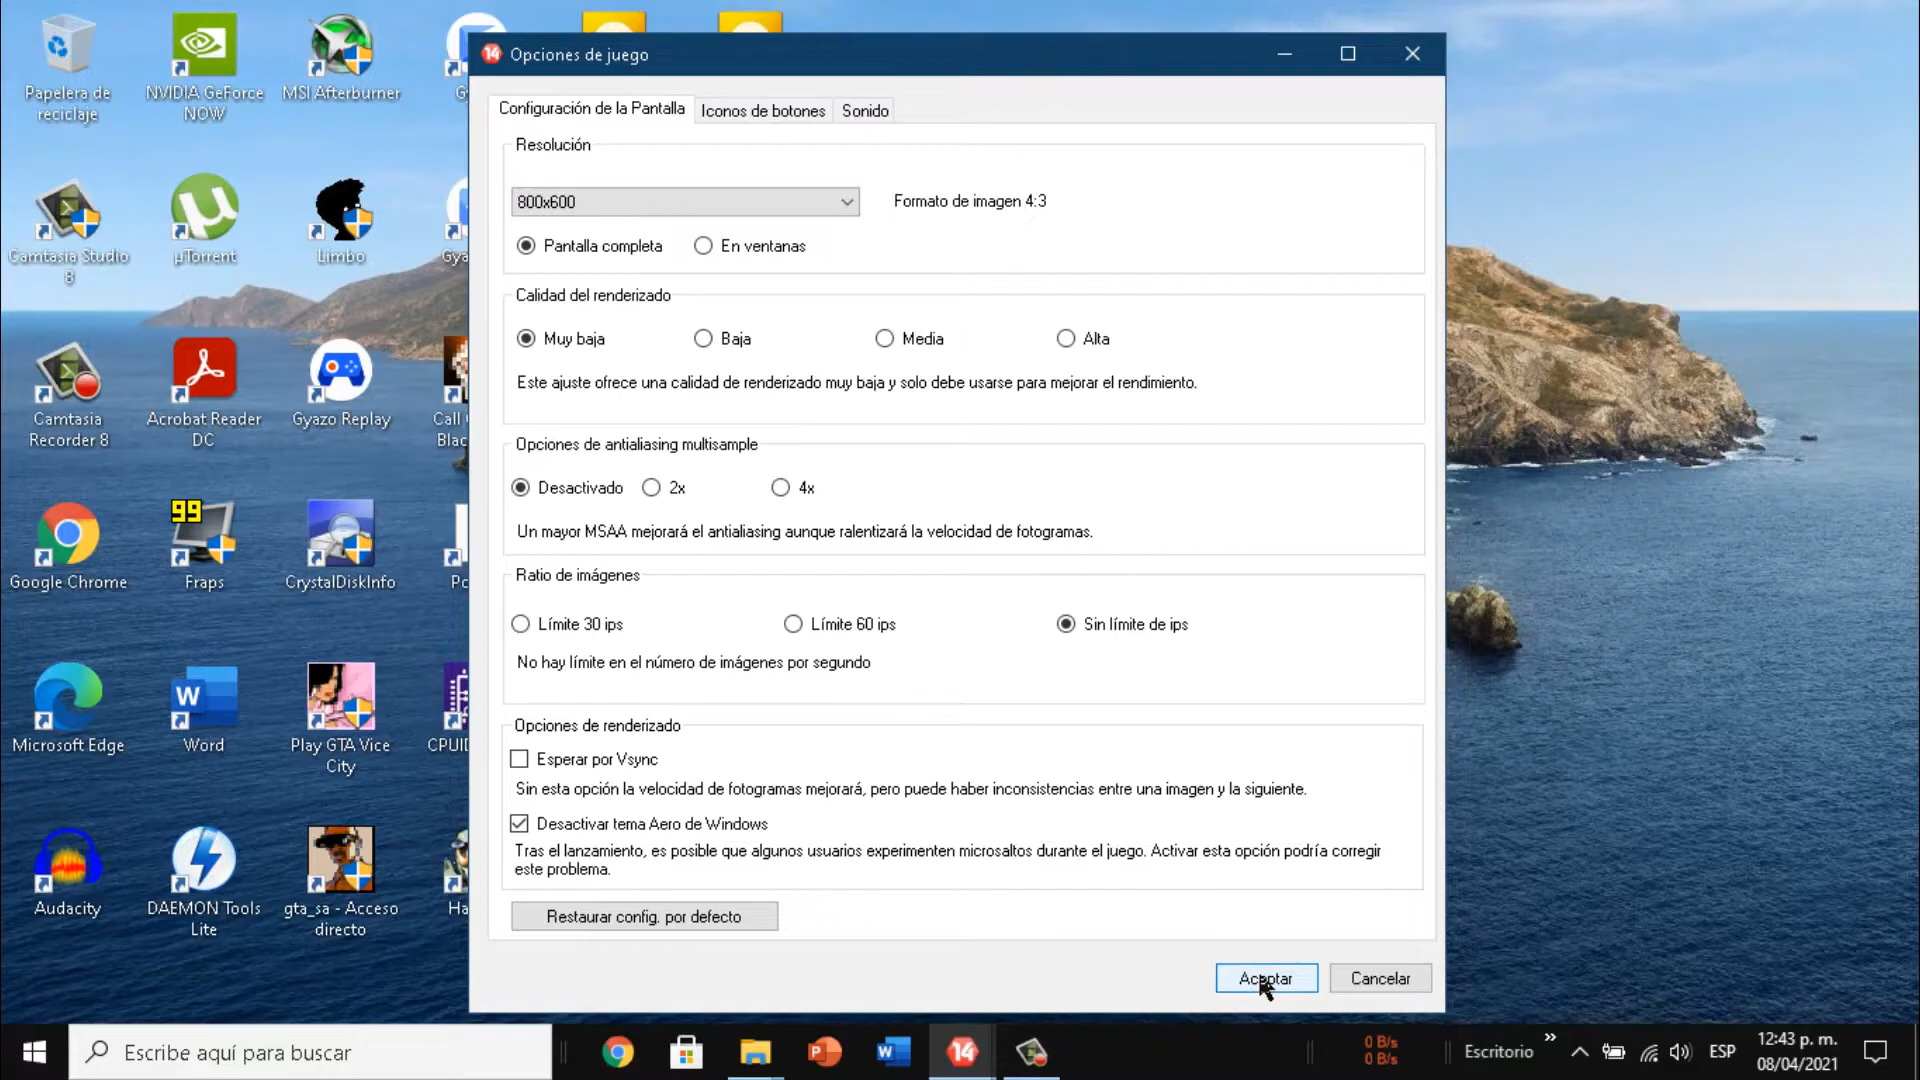 Papelera de
reciclaje
NVIDIA GeForce
NOW
MSI Afterburner
Camtasia Studio
8
µTorrent
Limbo
Gya
Camtasia
Recorder 8
Acrobat Reader
DC
Gyazo Replay
Call
Blac
Google Chrome
99
Fraps
CrystalDiskInfo
Microsoft Edge
W
Word
Play GTA Vice
City
CPUID
Audacity
DAEMON Tools
Lite
gta_sa - Acceso
directo
Ha
14 Opciones de juego
Configuración de la Pantalla Iconos de botones Sonido
Resolución
800x600 Formato de imagen 4:3
Pantalla completa En ventanas
Calidad del renderizado
Muy baja Baja Media Alta
Este ajuste ofrece una calidad de renderizado muy baja y solo debe usarse para mejorar el rendimiento.
Opciones de antialiasing multisample
Desactivado 2x 4x
Un mayor MSAA mejorará el antialiasing aunque ralentizará la velocidad de fotogramas.
Ratio de imágenes
Límite 30 ips Límite 60 ips Sin límite de ips
No hay límite en el número de imágenes por segundo
Opciones de renderizado
Esperar por Vsync
Sin esta opción la velocidad de fotogramas mejorará, pero puede haber inconsistencias entre una imagen y la siguiente.
Desactivar tema Aero de Windows
Tras el lanzamiento, es posible que algunos usuarios experimenten microsaltos durante el juego. Activar esta opción podría corregir
este problema.
Restaurar config. por defecto
Aceptar Cancelar
Escribe aquí para buscar
14
0 B/s
0 B/s
Escritorio
ESP
12:43 p. m.
08/04/2021